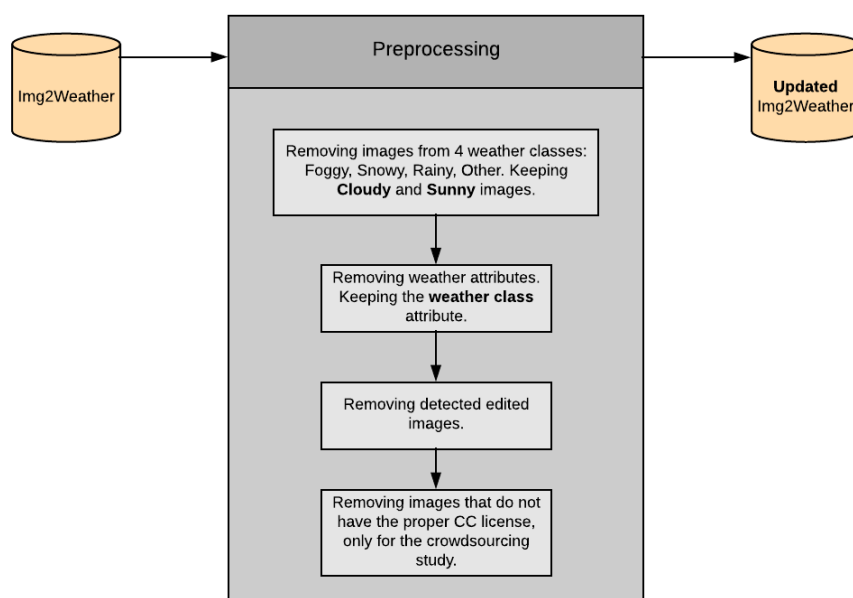 Img2Weather
Preprocessing
Updated
Img2Weather
Removing images from 4 weather classes:
Foggy, Snowy, Rainy, Other. Keeping
Cloudy and Sunny images.
Removing weather attributes.
Keeping the weather class
attribute.
Removing detected edited
images.
Removing images that do not
have the proper CC license,
only for the crowdsourcing
study.